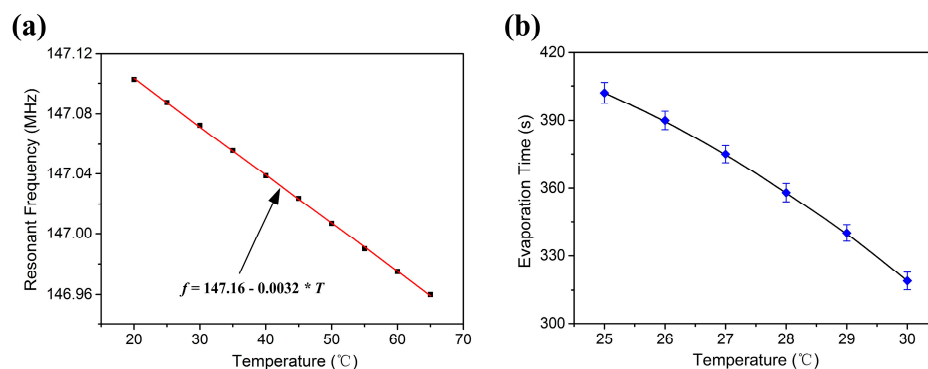 (a)
147.12
147.08
147.04
147.00
146.96
Resonant Frequency (MHz)
f = 147.16 - 0.0032 * T
20 30 40 50 60 70
Temperature (℃)
(b)
420
390
360
330
300
Evaporation Time (s)
25 26 27 28 29 30
Temperature (℃)